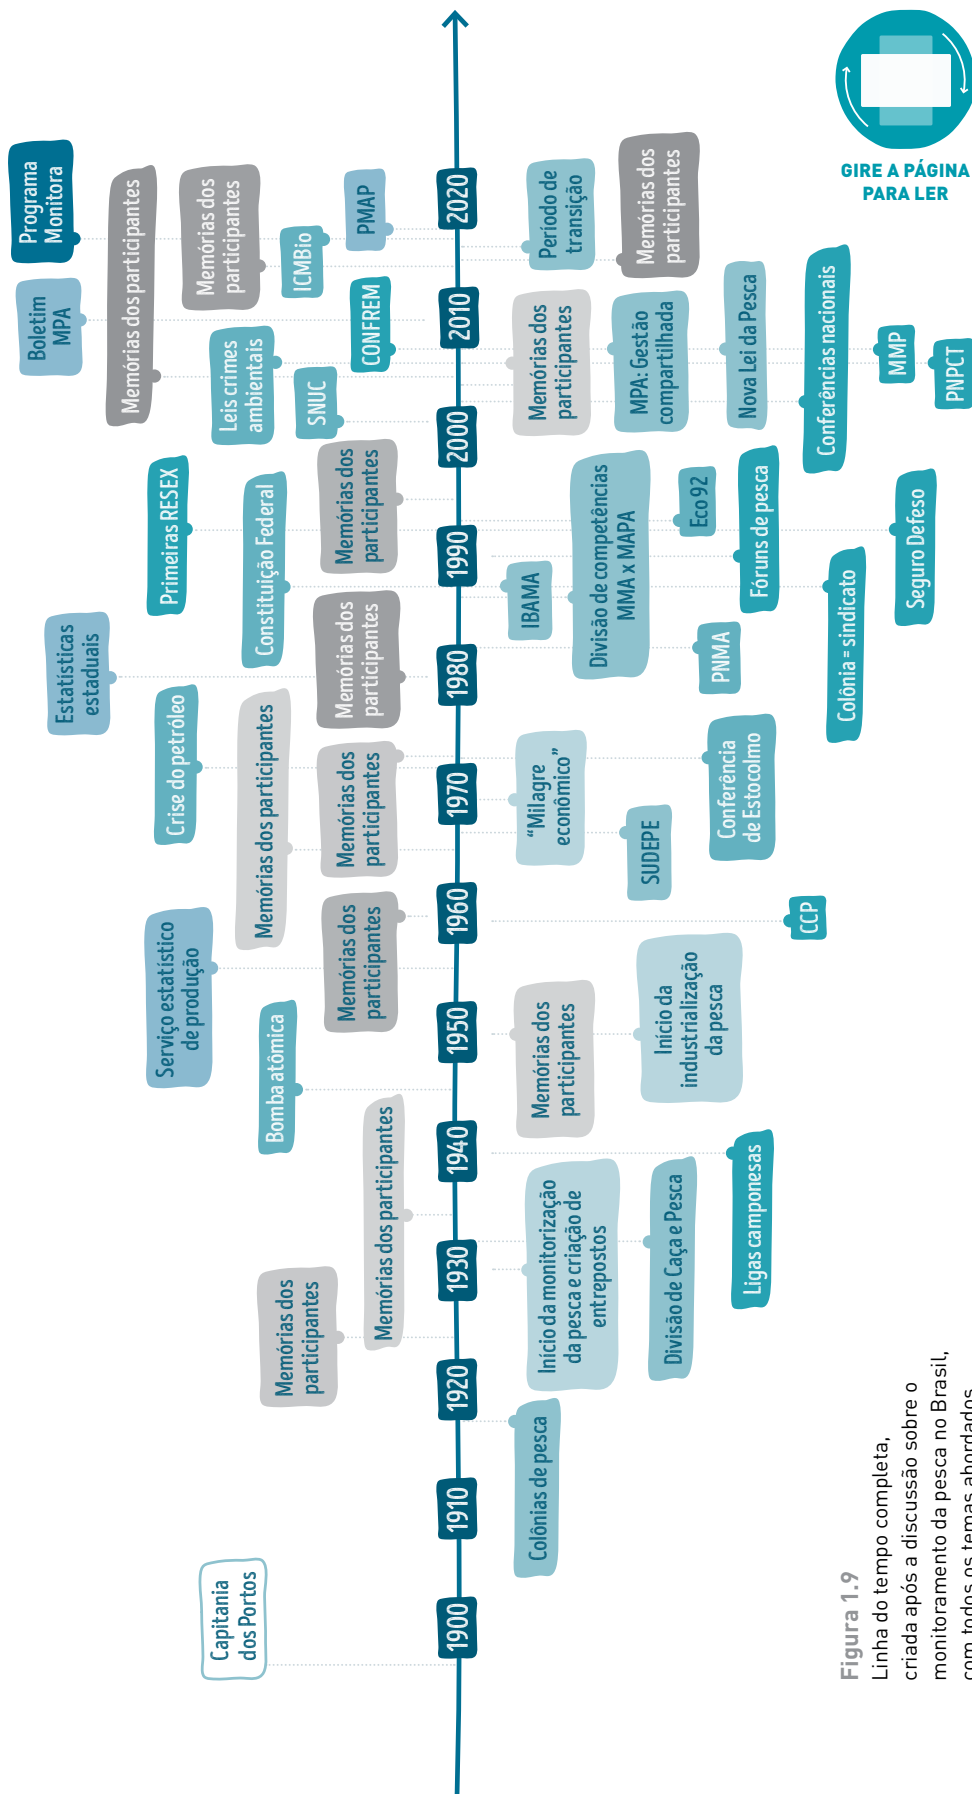 Capitania
dos Portos
Memórias dos
participantes
Memórias dos participantes
Bomba atômica
Serviço estatístico
de produção
Memórias dos
participantes
Memórias dos participantes
Memórias dos
participantes
Crise do petróleo
Estatísticas
estaduais
Memórias dos
participantes
Constituição Federal
Primeiras RESEX
Memórias dos
participantes
SNUC
Leis crimes
ambientais
Memórias dos participantes
Boletim
MPA
CONFREM
Memórias dos
participantes
ICMBio
Programa
Monitora
PMAP
1900
1910
1920
1930
1940
1950
1960
1970
1980
1990
2000
2010
2020
Colônias de pesca
Início da monitorização
da pesca e criação de
entrepostos
Divisão de Caça e Pesca
Ligas camponesas
Memórias dos
participantes
Início da
industrialização
da pesca
CCP
SUDEPE
“Milagre
econômico”
Conferência
de Estocolmo
PNMA
IBAMA
Divisão de competências
MMA x MAPA
Colônia = sindicato
Fóruns de pesca
Eco 92
Seguro Defeso
Conferências nacionais
PNPCT
Memórias dos
participantes
MPA: Gestão
compartilhada
Nova Lei da Pesca
MMP
Período de
transição
Memórias dos
participantes
GIRE A PÁGINA
PARA LER
Figura 1.9
Linha do tempo completa,
criada após a discussão sobre o
monitoramento da pesca no Brasil,
com todos os temas abordados